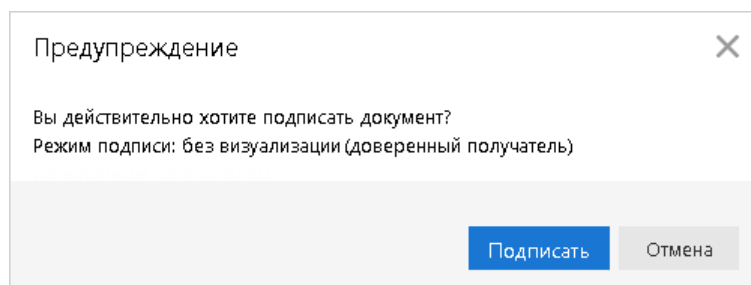 Предупреждение
Вы действительно хотите подписать документ?
Режим подписи: без визуализации (доверенный получатель)
Подписать
Отмена